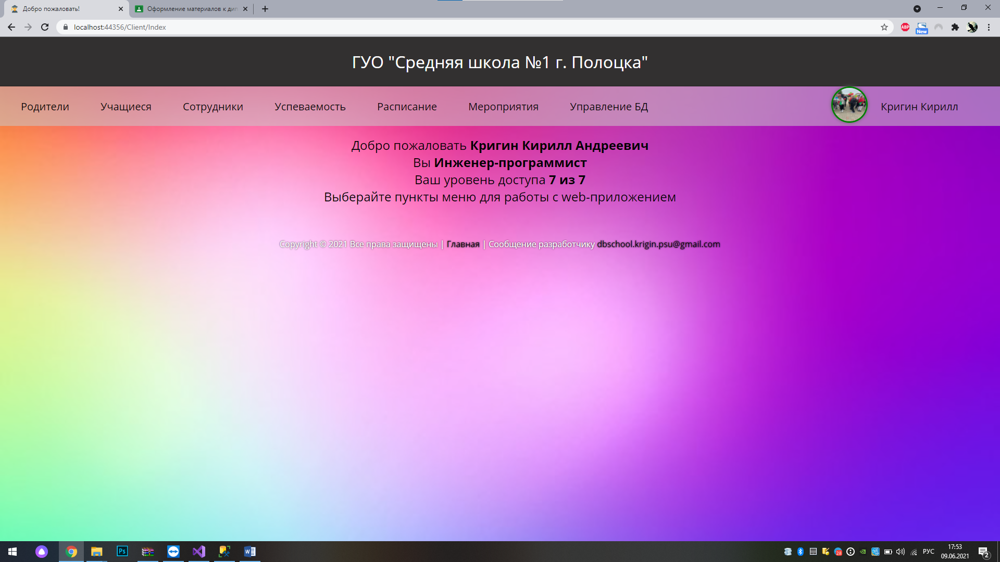 Добро пожаловать!
Оформление материалов к дип
localhost:44356/Client/Index
ABP
New
ГУО "Средняя школа №1 г. Полоцка"
Родители Учащиеся Сотрудники Успеваемость Расписание Мероприятия Управление БД Кригин Кирилл
Добро пожаловать Кригин Кирилл Андреевич
Вы Инженер-программист
Ваш уровень доступа 7 из 7
Выберайте пункты меню для работы с web-приложением
Copyright © 2021 Все права защищены | Главная | Сообщение разработчику dbschool.krigin.psu@gmail.com
Ps
28
РУС
17:53
09.06.2021
2